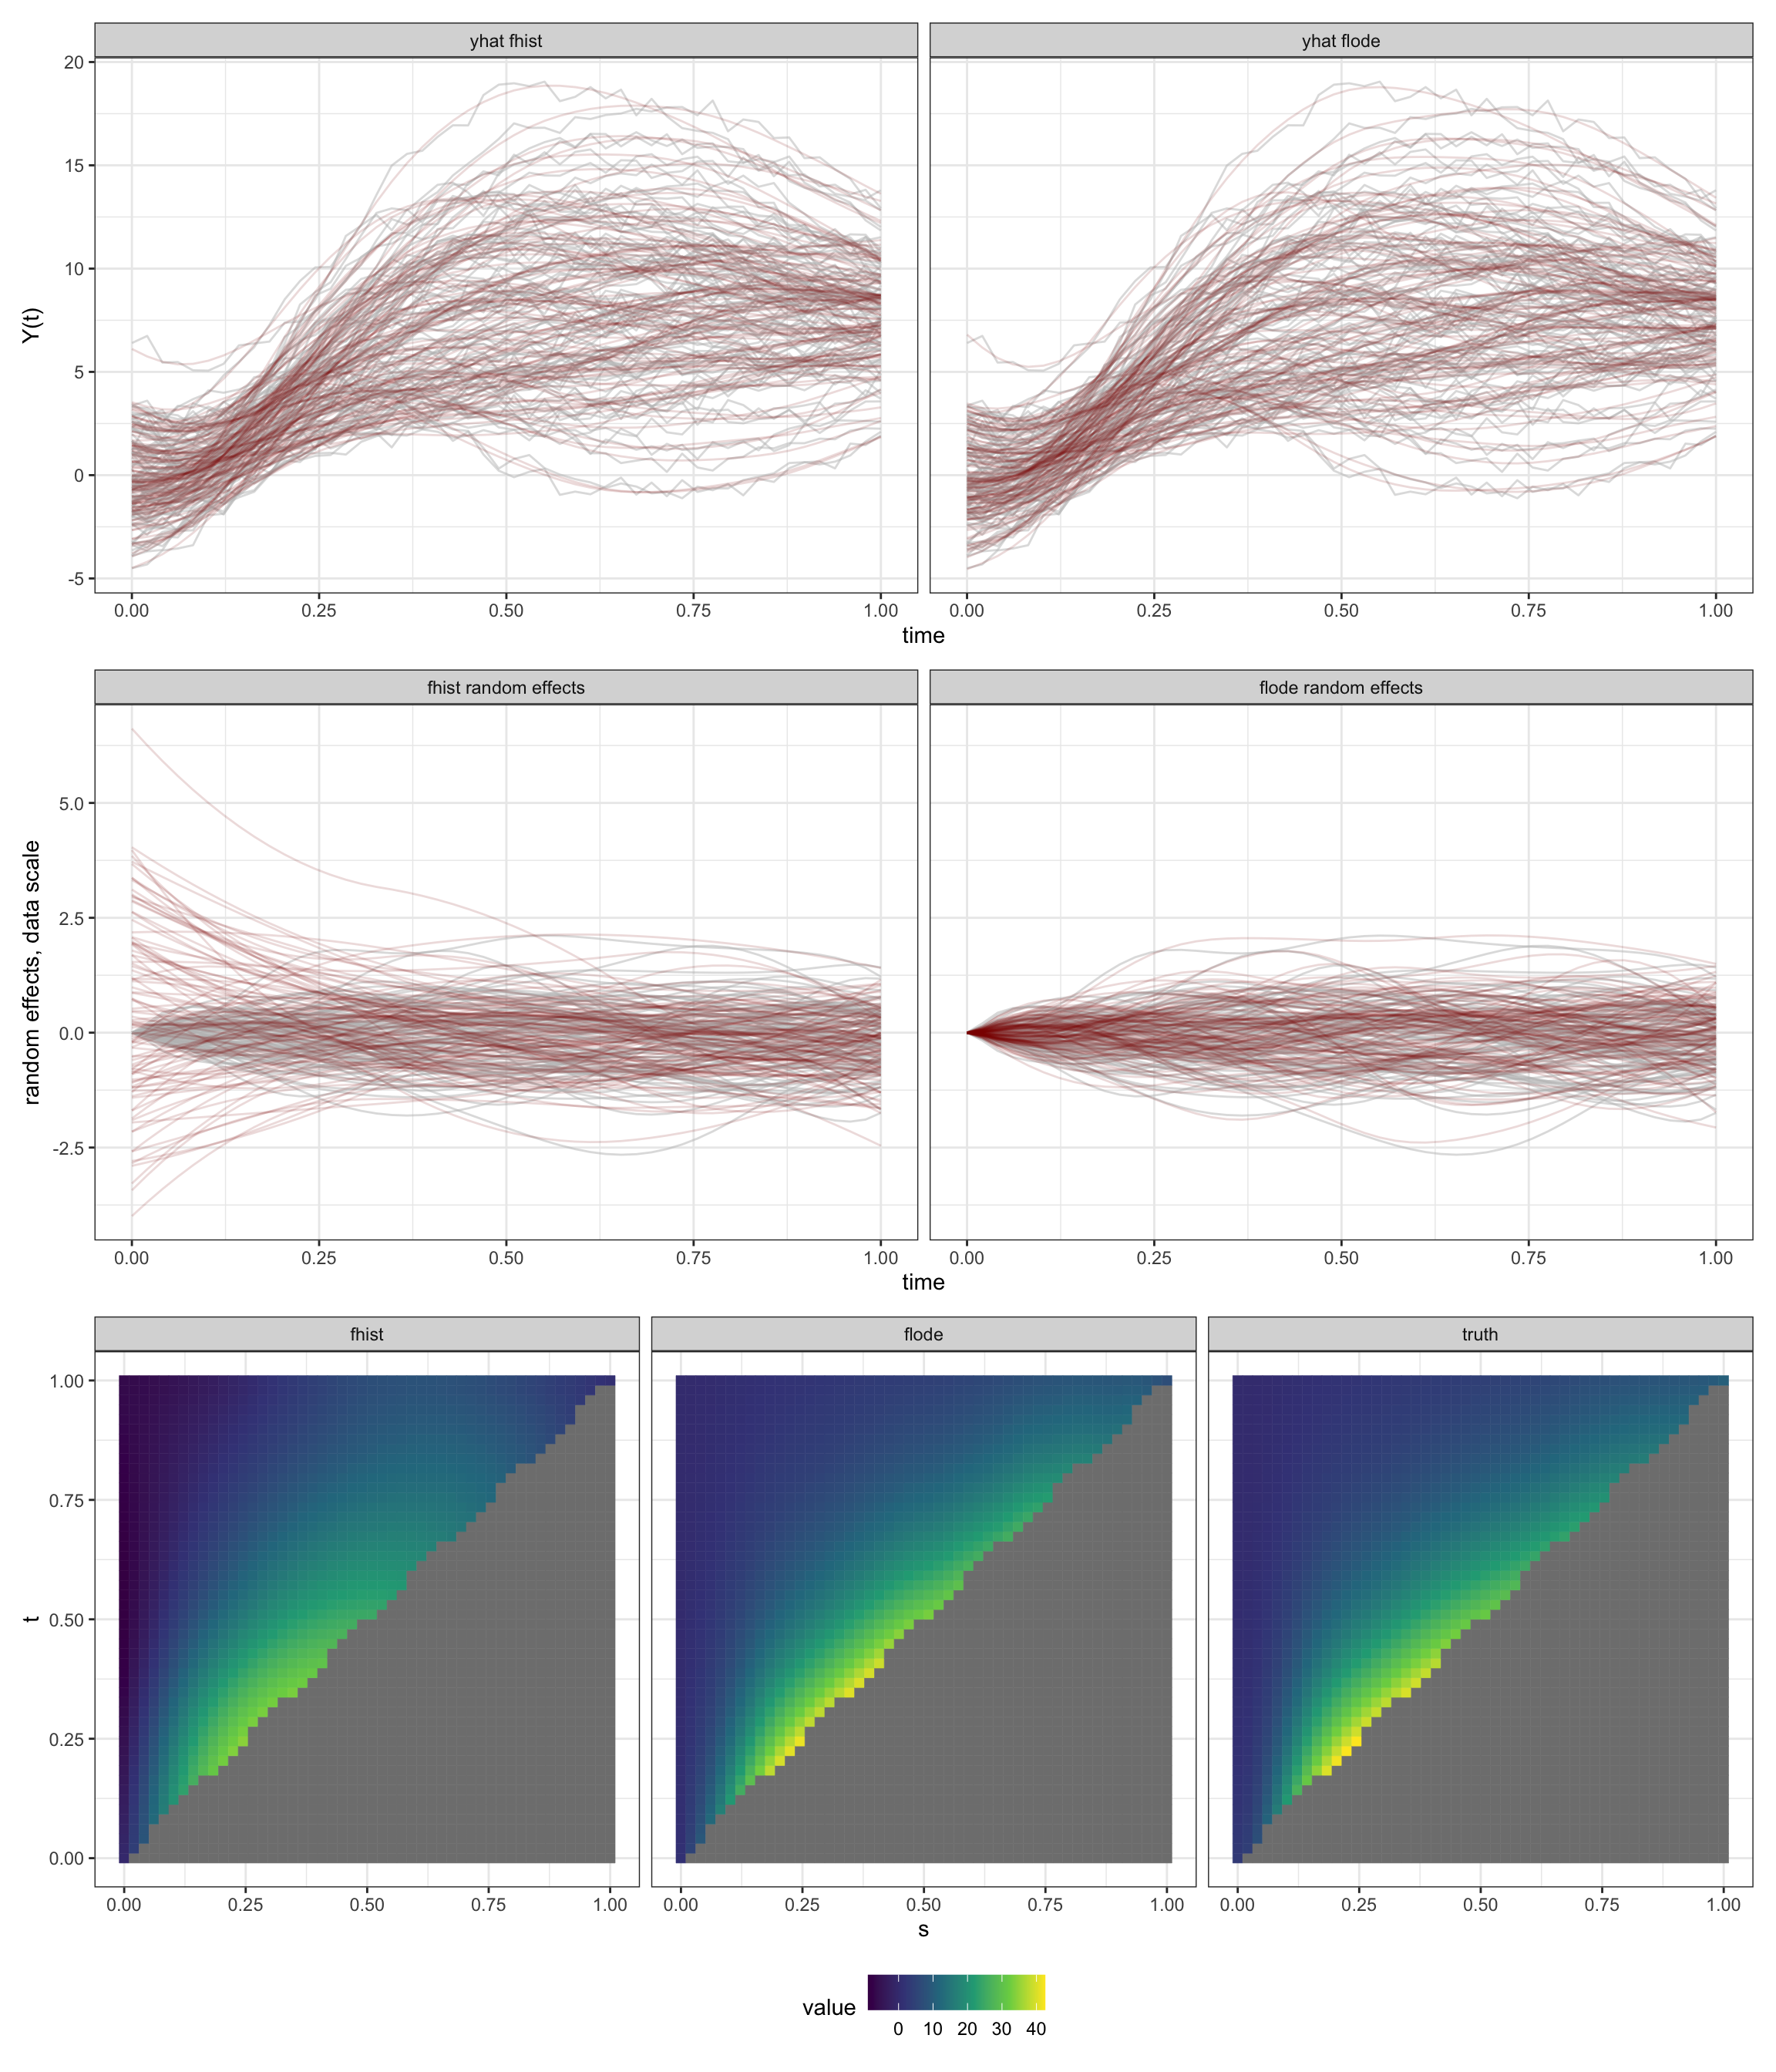 yhat fhist
yhat flode
20
15
10
5
0
-5
Y(t)
0.00 0.25 0.50 0.75 1.00
0.00 0.25 0.50 0.75 1.00
time
fhist random effects
flode random effects
5.0
2.5
0.0
-2.5
random effects, data scale
0.00 0.25 0.50 0.75 1.00
0.00 0.25 0.50 0.75 1.00
time
fhist
flode
truth
1.00
0.75
0.50
0.25
0.00
t
0.00 0.25 0.50 0.75 1.00
0.00 0.25 0.50 0.75 1.00
0.00 0.25 0.50 0.75 1.00
s
value
0 10 20 30 40